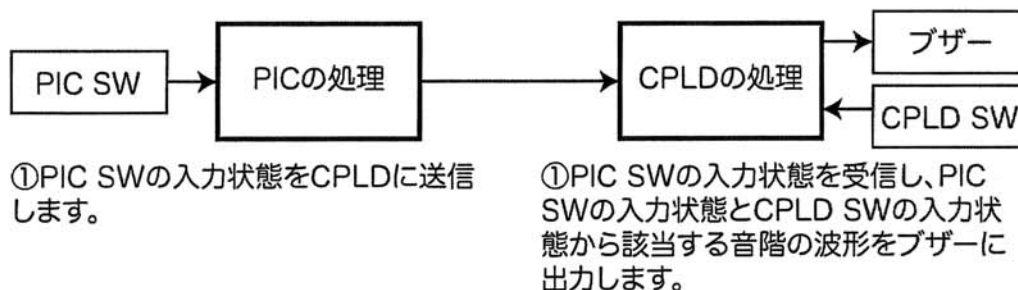 PIC SW
PICの処理
CPLDの処理
ブザー
CPLD SW
①PIC SWの入力状態をCPLDに送信
します。
①PIC SWの入力状態を受信し、PIC
SWの入力状態とCPLD SWの入力状
態から該当する音階の波形をブザーに
出力します。